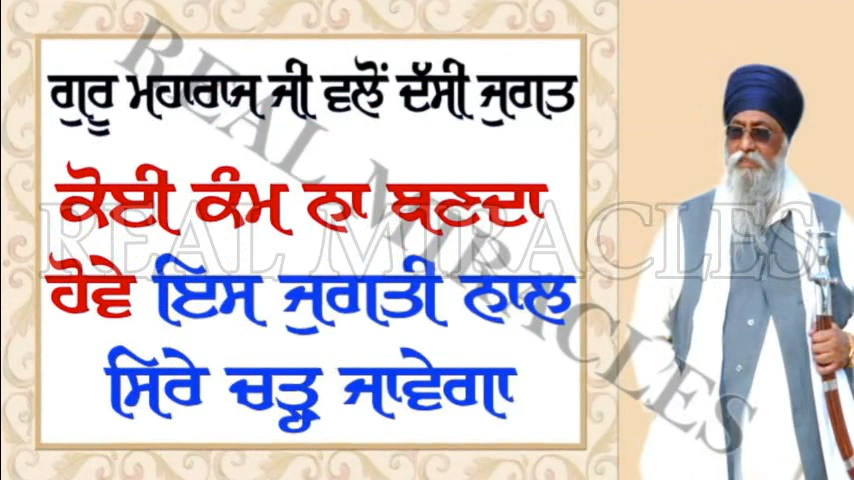 ਗੁਰੂ ਮਹਾਰਾਜ ਜੀ ਵਲੋਂ ਦੱਸੀ ਜੁਗਤ
ਕੋਈ ਕੰਮ ਨਾ ਬਣਦਾ
ਹੋਵੇ ਇਸ ਜੁਗਤੀ ਨਾਲ
ਸਿਰੇ ਚੜ੍ਹ ਜਾਵੇਗਾ
REAL MIRACLES
REAL MIRACLES